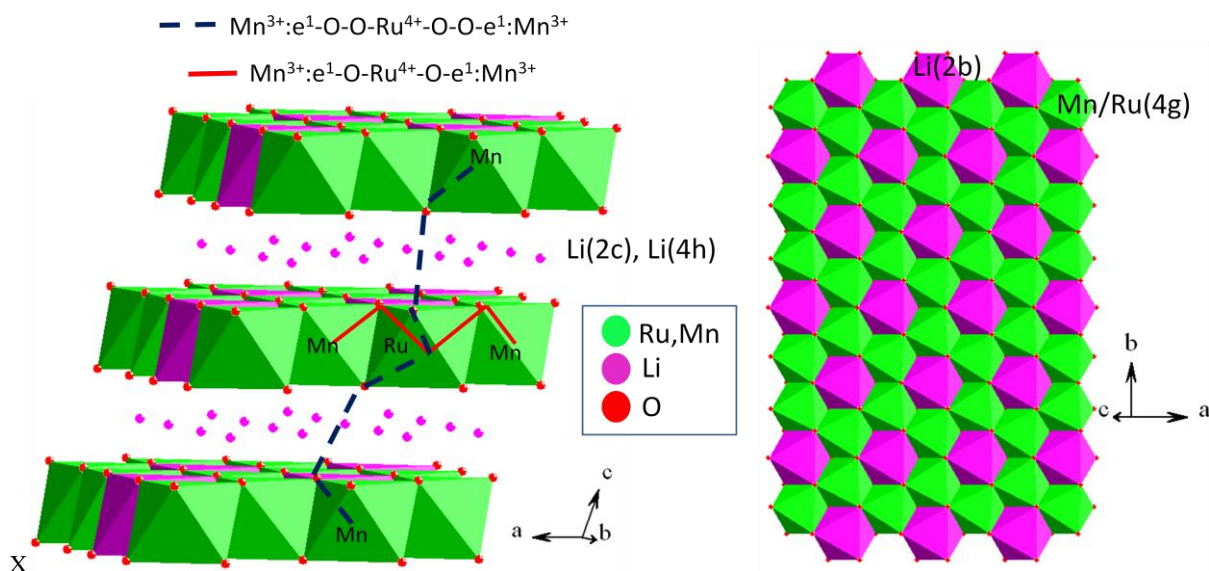 Mn³⁺:e¹-O-O-Ru⁴⁺-O-O-e¹:Mn³⁺
Mn³⁺:e¹-O-Ru⁴⁺-O-e¹:Mn³⁺
Mn
Li(2c), Li(4h)
Mn
Ru
Mn
Ru,Mn
Li
O
Mn
c
a
b
X
Li(2b)
Mn/Ru(4g)
b
c
a